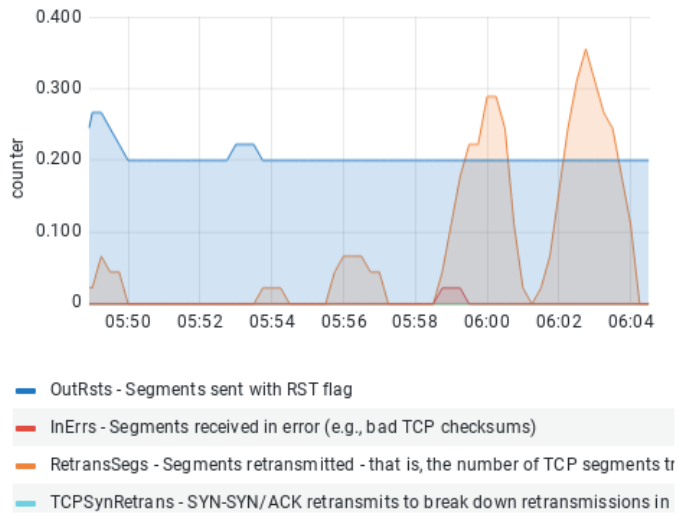 0.400
0.300
0.200
0.100
0
counter
05:50 05:52 05:54 05:56 05:58 06:00 06:02 06:04
OutRsts - Segments sent with RST flag
InErrs - Segments received in error (e.g., bad TCP checksums)
RetransSegs - Segments retransmitted - that is, the number of TCP segments tr
TCPSynRetrans - SYN-SYN/ACK retransmits to break down retransmissions in